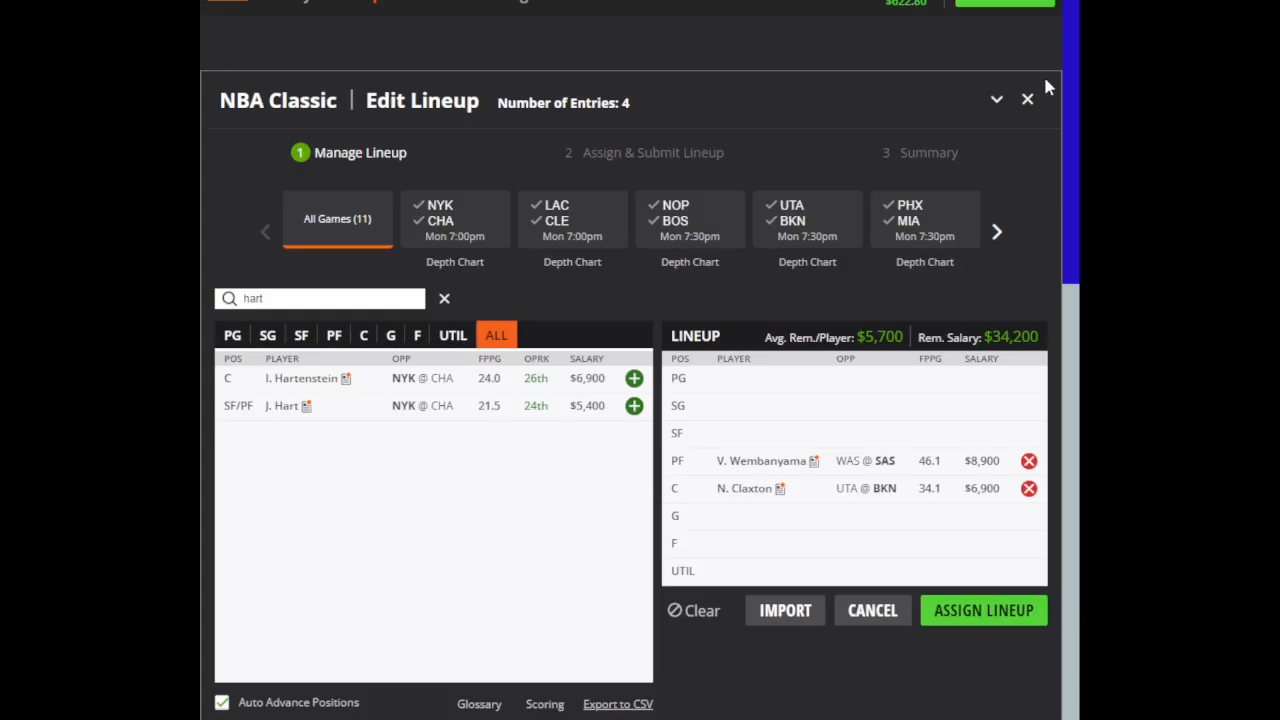 $622.80
NBA Classic | Edit Lineup Number of Entries: 4
1 Manage Lineup 2 Assign & Submit Lineup 3 Summary
All Games (11)
NYK CHA Mon 7:00pm Depth Chart
LAC CLE Mon 7:00pm Depth Chart
NOP BOS Mon 7:30pm Depth Chart
UTA BKN Mon 7:30pm Depth Chart
PHX MIA Mon 7:30pm Depth Chart
hart
PG SG SF PF C G F UTIL ALL
POS PLAYER OPP FPPG OPRK SALARY
C I. Hartenstein NYK @ CHA 24.0 26th $6,900
SF/PF J. Hart NYK @ CHA 21.5 24th $5,400
LINEUP Avg. Rem./Player: $5,700 Rem. Salary: $34,200
POS PLAYER OPP FPPG SALARY
PG
SG
SF
PF V. Wembanyama WAS @ SAS 46.1 $8,900
C N. Claxton UTA @ BKN 34.1 $6,900
G
F
UTIL
Clear IMPORT CANCEL ASSIGN LINEUP
Auto Advance Positions Glossary Scoring Export to CSV